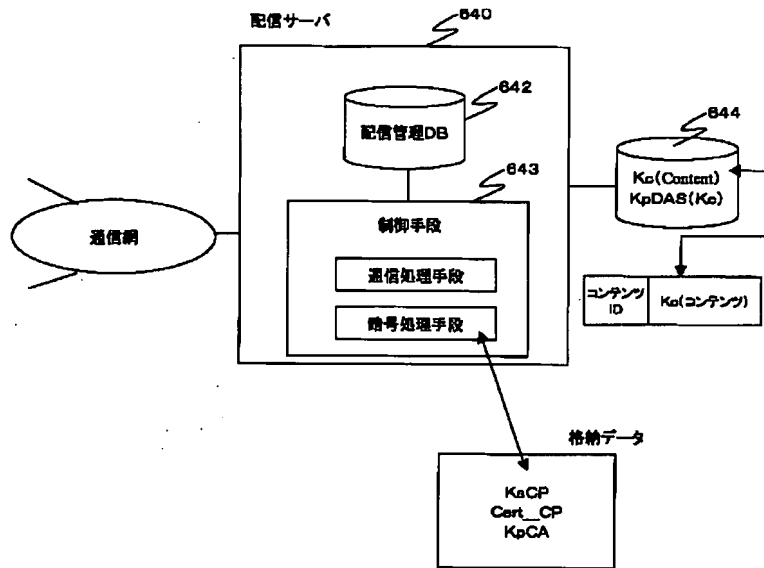 配信サーバ
640
642
配信管理DB
644
Kc(Content)
KpDAS(Kc)
643
制御手段
通信網
通信処理手段
コンテンツ
ID
Kc(コンテンツ)
暗号処理手段
格納データ
KsCP
Cert__CP
KpCA